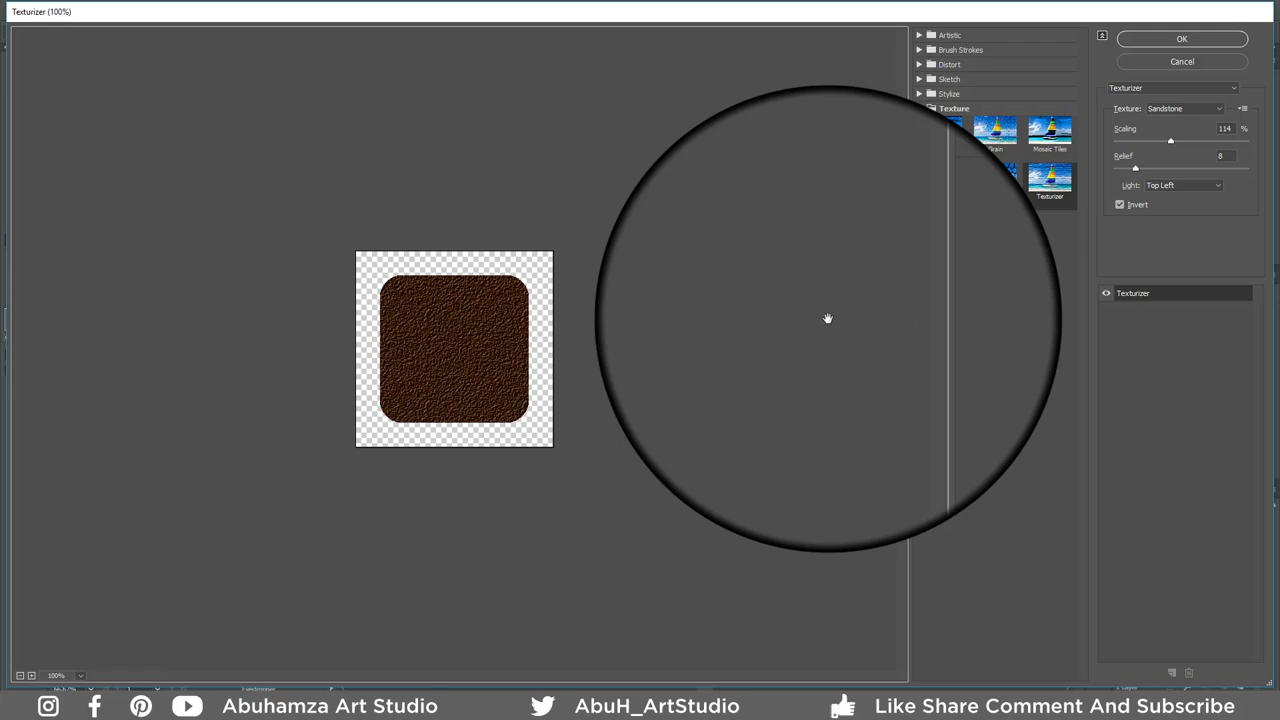 Texturizer (100%)
Artistic
Brush Strokes
Distort
Sketch
Stylize
Texture
Grain
Mosaic Tiles
Texturizer
OK
Cancel
Texturizer
Texture: Sandstone
Scaling 114 %
Relief 8
Light: Top Left
Invert
Texturizer
100%
Abuhamza Art Studio
AbuH_ArtStudio
Like Share Comment And Subscribe